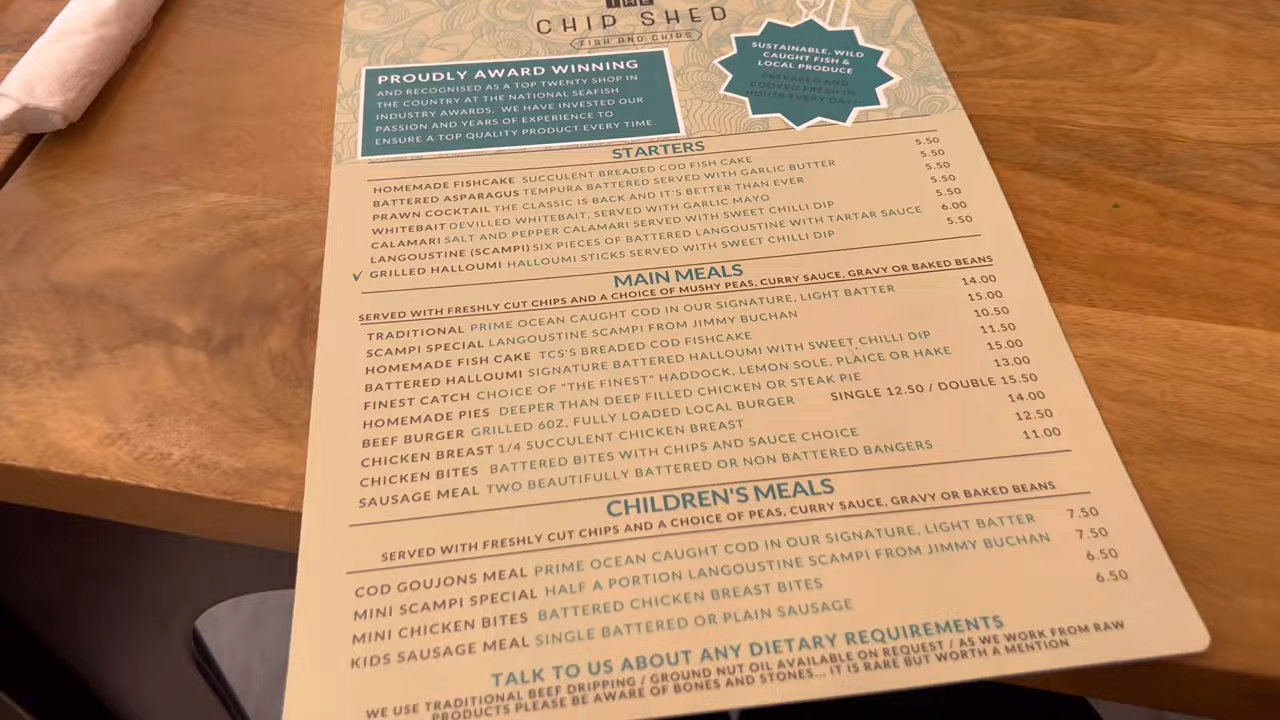 THE
CHIP SHED
FISH AND CHIPS
PROUDLY AWARD WINNING
AND RECOGNISED AS A TOP TWENTY SHOP IN
THE COUNTRY AT THE NATIONAL SEAFISH
INDUSTRY AWARDS. WE HAVE INVESTED OUR
PASSION AND YEARS OF EXPERIENCE TO
ENSURE A TOP QUALITY PRODUCT EVERY TIME.
SUSTAINABLE, WILD
CAUGHT FISH &
LOCAL PRODUCE
PREPARED AND
COOKED FRESH IN
HOUSE EVERY DAY!
STARTERS
HOMEMADE FISHCAKE SUCCULENT BREADED COD FISH CAKE 5.50
BATTERED ASPARAGUS TEMPURA BATTERED SERVED WITH GARLIC BUTTER 5.50
PRAWN COCKTAIL THE CLASSIC IS BACK AND IT'S BETTER THAN EVER 5.50
WHITEBAIT DEVILLED WHITEBAIT, SERVED WITH GARLIC MAYO 5.50
CALAMARI SALT AND PEPPER CALAMARI SERVED WITH SWEET CHILLI DIP 5.50
LANGOUSTINE (SCAMPI) SIX PIECES OF BATTERED LANGOUSTINE WITH TARTAR SAUCE 6.00
✓ GRILLED HALLOUMI HALLOUMI STICKS SERVED WITH SWEET CHILLI DIP 5.50
MAIN MEALS
SERVED WITH FRESHLY CUT CHIPS AND A CHOICE OF MUSHY PEAS, CURRY SAUCE, GRAVY OR BAKED BEANS
TRADITIONAL PRIME OCEAN CAUGHT COD IN OUR SIGNATURE, LIGHT BATTER 14.00
SCAMPI SPECIAL LANGOUSTINE SCAMPI FROM JIMMY BUCHAN 15.00
HOMEMADE FISH CAKE TCS'S BREADED COD FISHCAKE 10.50
BATTERED HALLOUMI SIGNATURE BATTERED HALLOUMI WITH SWEET CHILLI DIP 11.50
FINEST CATCH CHOICE OF "THE FINEST" HADDOCK, LEMON SOLE, PLAICE OR HAKE 15.00
HOMEMADE PIES DEEPER THAN DEEP FILLED CHICKEN OR STEAK PIE 13.00
BEEF BURGER GRILLED 6OZ, FULLY LOADED LOCAL BURGER SINGLE 12.50 / DOUBLE 15.50
CHICKEN BREAST 1/4 SUCCULENT CHICKEN BREAST 14.00
CHICKEN BITES BATTERED BITES WITH CHIPS AND SAUCE CHOICE 12.50
SAUSAGE MEAL TWO BEAUTIFULLY BATTERED OR NON BATTERED BANGERS 11.00
CHILDREN'S MEALS
SERVED WITH FRESHLY CUT CHIPS AND A CHOICE OF PEAS, CURRY SAUCE, GRAVY OR BAKED BEANS
COD GOUJONS MEAL PRIME OCEAN CAUGHT COD IN OUR SIGNATURE, LIGHT BATTER 7.50
MINI SCAMPI SPECIAL HALF A PORTION LANGOUSTINE SCAMPI FROM JIMMY BUCHAN 7.50
MINI CHICKEN BITES BATTERED CHICKEN BREAST BITES 6.50
KIDS SAUSAGE MEAL SINGLE BATTERED OR PLAIN SAUSAGE 6.50
TALK TO US ABOUT ANY DIETARY REQUIREMENTS
WE USE TRADITIONAL BEEF DRIPPING / GROUND NUT OIL AVAILABLE ON REQUEST / AS WE WORK FROM RAW
PRODUCTS PLEASE BE AWARE OF BONES AND STONES... IT IS RARE BUT WORTH A MENTION